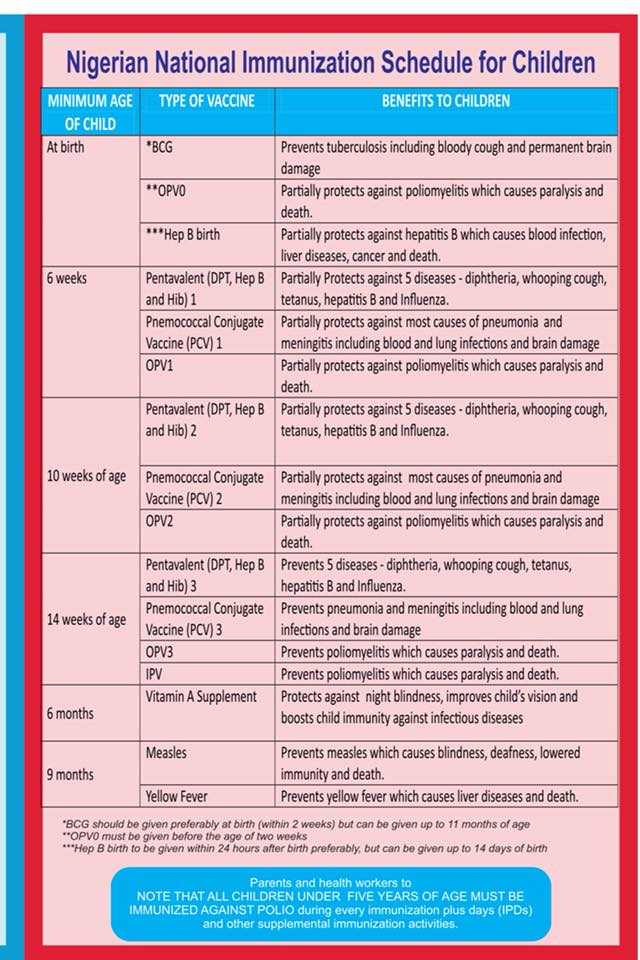 Nigerian National Immunization Schedule for Children
MINIMUM AGE OF CHILD
TYPE OF VACCINE
BENEFITS TO CHILDREN
At birth
*BCG
Prevents tuberculosis including bloody cough and permanent brain
damage
**OPV0
Partially protects against poliomyelitis which causes paralysis and
death.
***Hep B birth
Partially protects against hepatitis B which causes blood infection,
liver diseases, cancer and death.
6 weeks
Pentavalent (DPT, Hep B
and Hib) 1
Partially Protects against 5 diseases - diphtheria, whooping cough,
tetanus, hepatitis B and Influenza.
Pnemococcal Conjugate
Vaccine (PCV) 1
Partially protects against most causes of pneumonia and
meningitis including blood and lung infections and brain damage
OPV1
Partially protects against poliomyelitis which causes paralysis and
death.
10 weeks of age
Pentavalent (DPT, Hep B
and Hib) 2
Partially protects against 5 diseases - diphtheria, whooping cough,
tetanus, hepatitis B and Influenza.
Pnemococcal Conjugate
Vaccine (PCV) 2
Partially protects against most causes of pneumonia and
meningitis including blood and lung infections and brain damage
OPV2
Partially protects against poliomyelitis which causes paralysis and
death.
14 weeks of age
Pentavalent (DPT, Hep B
and Hib) 3
Prevents 5 diseases - diphtheria, whooping cough, tetanus,
hepatitis B and Influenza.
Pnemococcal Conjugate
Vaccine (PCV) 3
Prevents pneumonia and meningitis including blood and lung
infections and brain damage
OPV3
Prevents poliomyelitis which causes paralysis and death.
IPV
Prevents poliomyelitis which causes paralysis and death.
6 months
Vitamin A Supplement
Protects against night blindness, improves child's vision and
boosts child immunity against infectious diseases
9 months
Measles
Prevents measles which causes blindness, deafness, lowered
immunity and death.
Yellow Fever
Prevents yellow fever which causes liver diseases and death.
*BCG should be given preferably at birth (within 2 weeks) but can be given up to 11 months of age
**OPV0 must be given before the age of two weeks
***Hep B birth to be given within 24 hours after birth preferably, but can be given up to 14 days of birth
Parents and health workers to
NOTE THAT ALL CHILDREN UNDER FIVE YEARS OF AGE MUST BE
IMMUNIZED AGAINST POLIO during every immunization plus days (IPDs)
and other supplemental immunization activities.